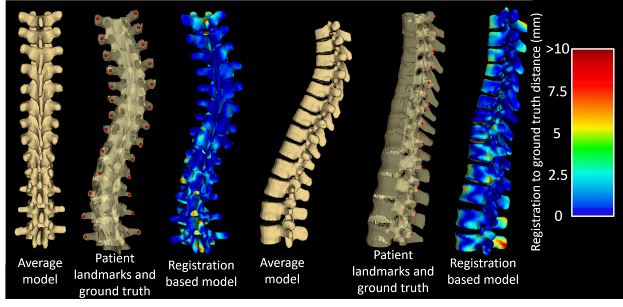 Average
model
Patient
landmarks and
ground truth
Registration
based model
Average
model
Patient
landmarks and
ground truth
Registration
based model
Registration to ground truth distance (mm)
>10
7.5
5
2.5
0